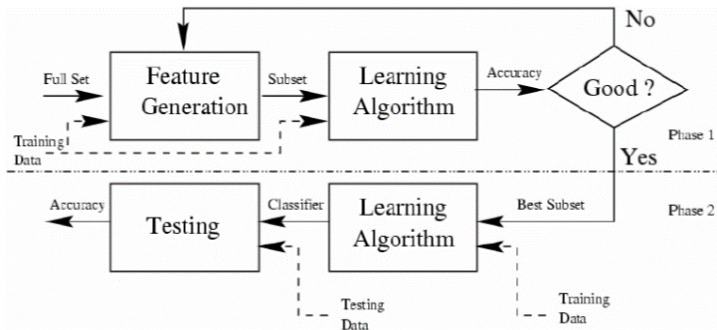 No
Full Set
Feature
Generation
Subset
Learning
Algorithm
Accuracy
Good ?
Training
Data
Phase 1
Yes
Accuracy
Testing
Classifier
Learning
Algorithm
Best Subset
Phase 2
Testing
Data
Training
Data